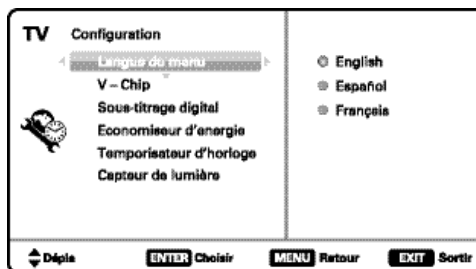 TV Configuration
Langue du menu
English
V – Chip
Español
Sous-titrage digital
Français
Economiseur d'energie
Temporisateur d'horloge
Capteur de lumière
Dépla ENTER Choisir MENU Retour EXIT Sortir